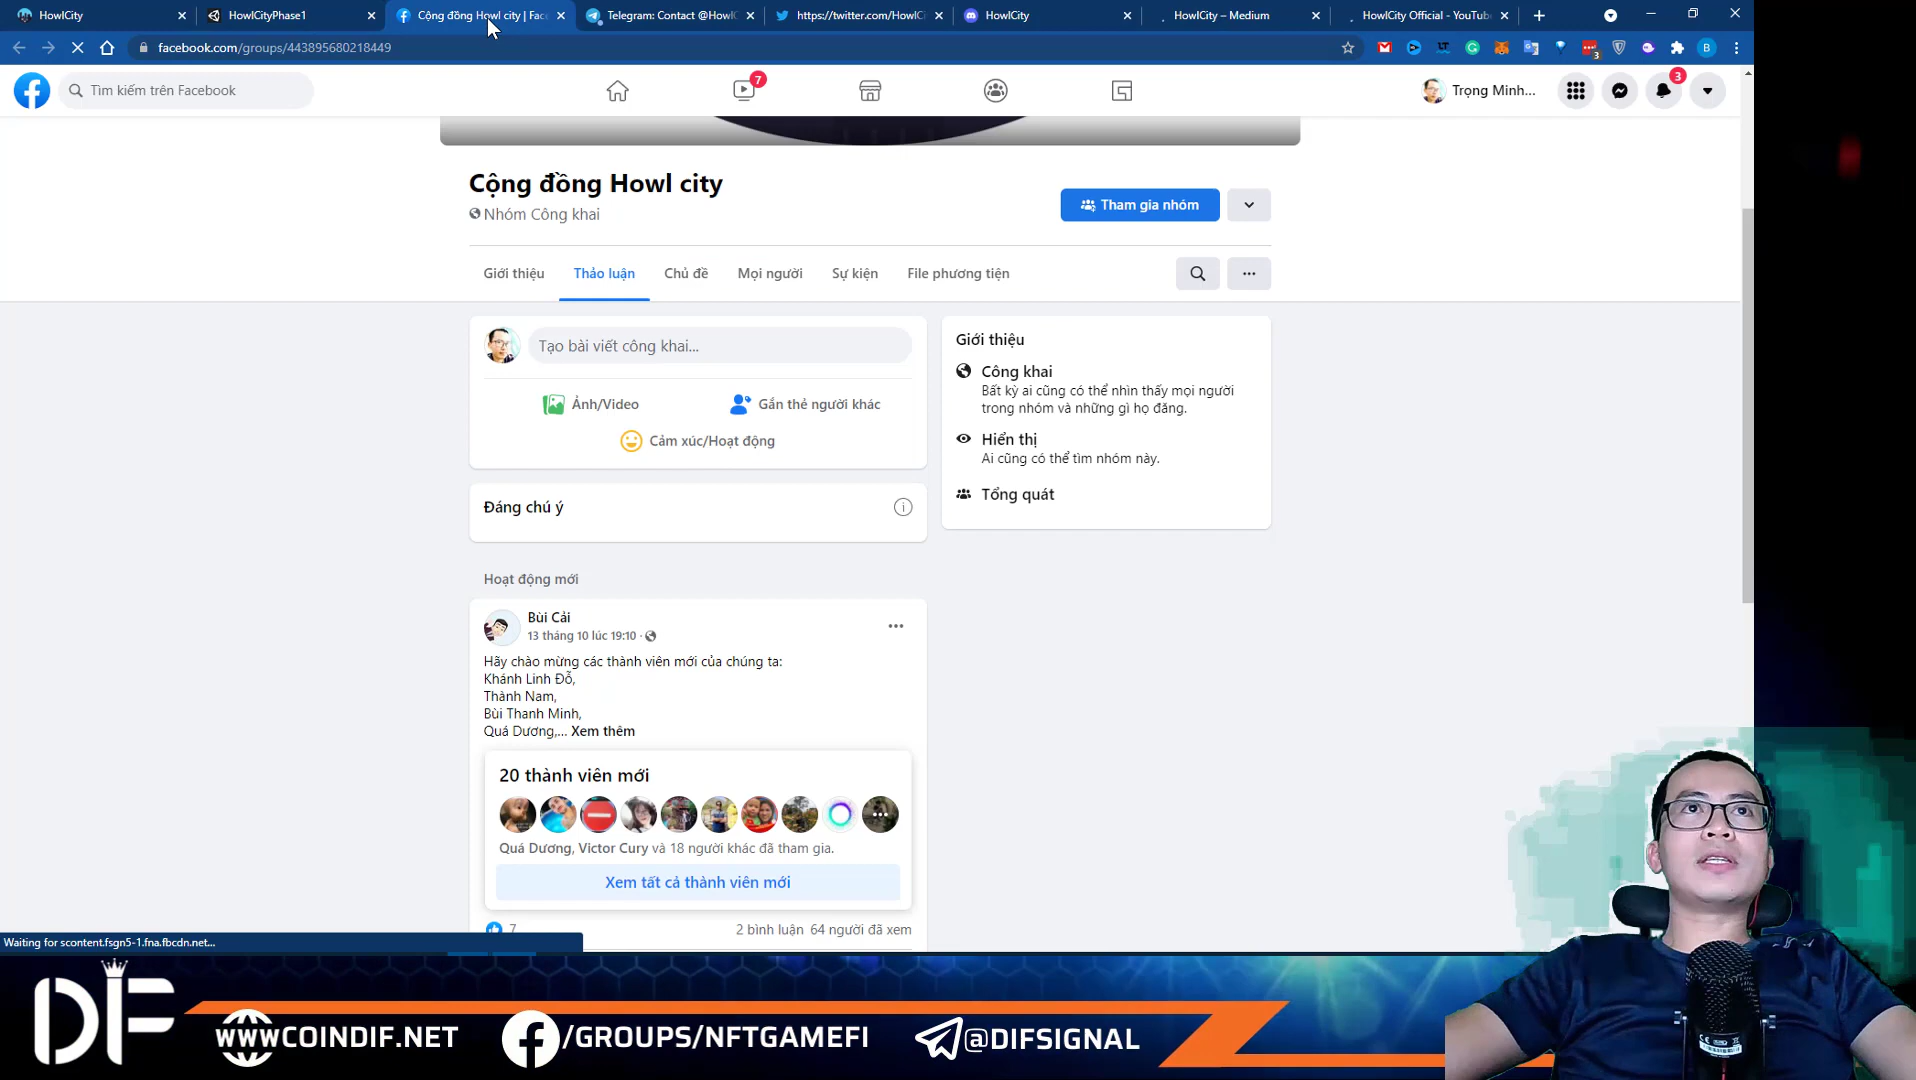 HowlCity
HowlCityPhase1
Cộng đồng Howl city | Fac
Telegram: Contact @HowlC
https://twitter.com/HowlCi
HowlCity
HowlCity – Medium
HowlCity Official - YouTub
facebook.com/groups/443895680218449
3
B
Tìm kiếm trên Facebook
7
Trọng Minh...
3
Cộng đồng Howl city
Nhóm Công khai
Tham gia nhóm
Giới thiệu
Thảo luận
Chủ đề
Mọi người
Sự kiện
File phương tiện
Tạo bài viết công khai...
Ảnh/Video
Gắn thẻ người khác
Cảm xúc/Hoạt động
Giới thiệu
Công khai
Bất kỳ ai cũng có thể nhìn thấy mọi người
trong nhóm và những gì họ đăng.
Hiển thị
Ai cũng có thể tìm nhóm này.
Tổng quát
Đáng chú ý
Hoạt động mới
Bùi Cải
13 tháng 10 lúc 19:10 ·
Hãy chào mừng các thành viên mới của chúng ta:
Khánh Linh Đỗ,
Thành Nam,
Bùi Thanh Minh,
Quá Dương,... Xem thêm
20 thành viên mới
Quá Dương, Victor Cury và 18 người khác đã tham gia.
Xem tất cả thành viên mới
7
2 bình luận 64 người đã xem
Waiting for scontent.fsgn5-1.fna.fbcdn.net...
DIF
WWW.COINDIF.NET
/GROUPS/NFTGAMEFI
@DIFSIGNAL